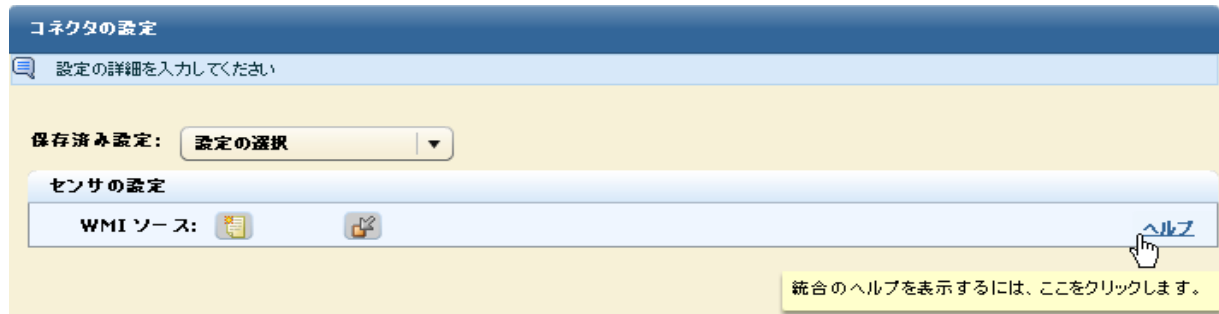 コネクタの設定
設定の詳細を入力してください
保存済み設定: 設定の選択
センサの設定
WMI ソース: ヘルプ
統合のヘルプを表示するには、ここをクリックします。